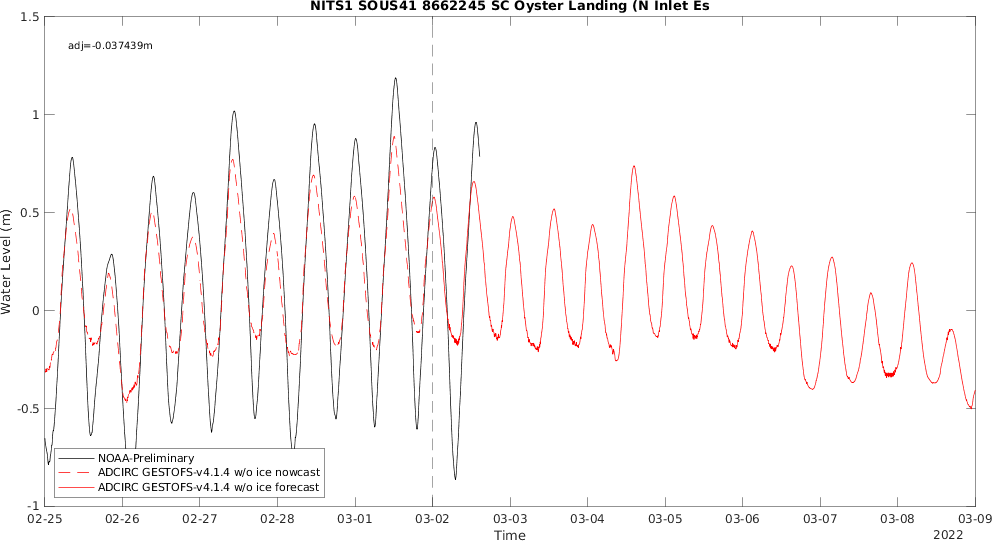 NITS1 SOUS41 8662245 SC Oyster Landing (N Inlet Es
adj=-0.037439m
Water Level (m)
1.5
1
0.5
0
-0.5
-1
NOAA-Preliminary
ADCIRC GESTOFS-v4.1.4 w/o ice nowcast
ADCIRC GESTOFS-v4.1.4 w/o ice forecast
02-25 02-26 02-27 02-28 03-01 03-02 03-03 03-04 03-05 03-06 03-07 03-08 03-09
Time
2022